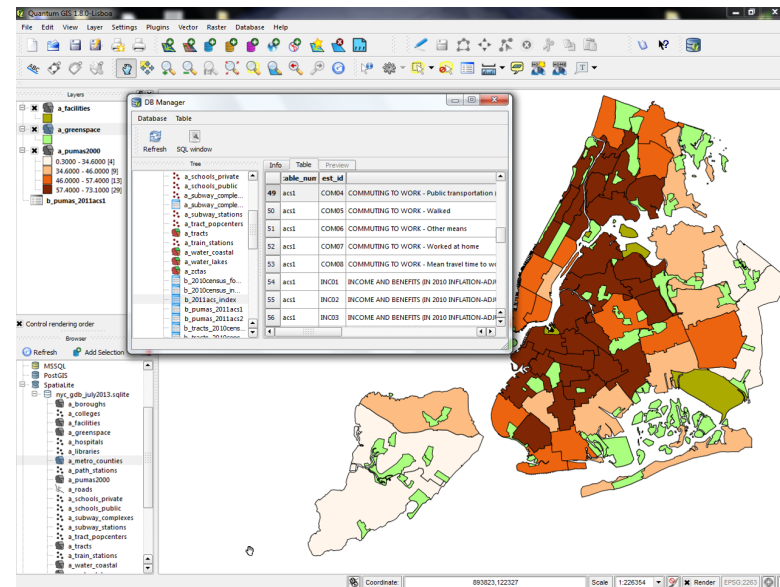 Quantum GIS 1.8.0-Lisboa
File Edit View Layer Settings Plugins Vector Raster Database Help
Layers
a_facilities
a_greenspace
a_pumas2000
0.3000 - 34.6000 [4]
34.6000 - 46.0000 [9]
46.0000 - 57.4000 [13]
57.4000 - 73.1000 [29]
b_pumas_2011acs1
Control rendering order
Browser
Refresh Add Selection
MSSQL
PostGIS
SpatiaLite
nyc_gdb_july2013.sqlite
a_boroughs
a_colleges
a_facilities
a_greenspace
a_hospitals
a_libraries
a_metro_counties
a_path_stations
a_pumas2000
a_roads
a_schools_private
a_schools_public
a_subway_complexes
a_subway_stations
a_tract_popcenters
a_tracts
a_train_stations
a_water_coastal
DB Manager
Database Table
Refresh SQL window
Tree
a_schools_private
a_schools_public
a_subway_comple...
a_subway_stations
a_tract_popcenters
a_tracts
a_train_stations
a_water_coastal
a_water_lakes
a_zctas
b_2010census_fo...
b_2010census_in...
b_2011acs_index
b_pumas_2011acs1
b_pumas_2011acs2
b_tracts_2010cens...
b_tracts_2010cens...
Info Table Preview
:able_num est_id
49 acs1 COM04 COMMUTING TO WORK - Public transportation (
50 acs1 COM05 COMMUTING TO WORK - Walked
51 acs1 COM06 COMMUTING TO WORK - Other means
52 acs1 COM07 COMMUTING TO WORK - Worked at home
53 acs1 COM08 COMMUTING TO WORK - Mean travel time to wo
54 acs1 INC01 INCOME AND BENEFITS (IN 2010 INFLATION-ADJU
55 acs1 INC02 INCOME AND BENEFITS (IN 2010 INFLATION-ADJU
56 acs1 INC03 INCOME AND BENEFITS (IN 2010 INFLATION-ADJU
Coordinate: 893823,122327 Scale 1:226354 Render EPSG:2263